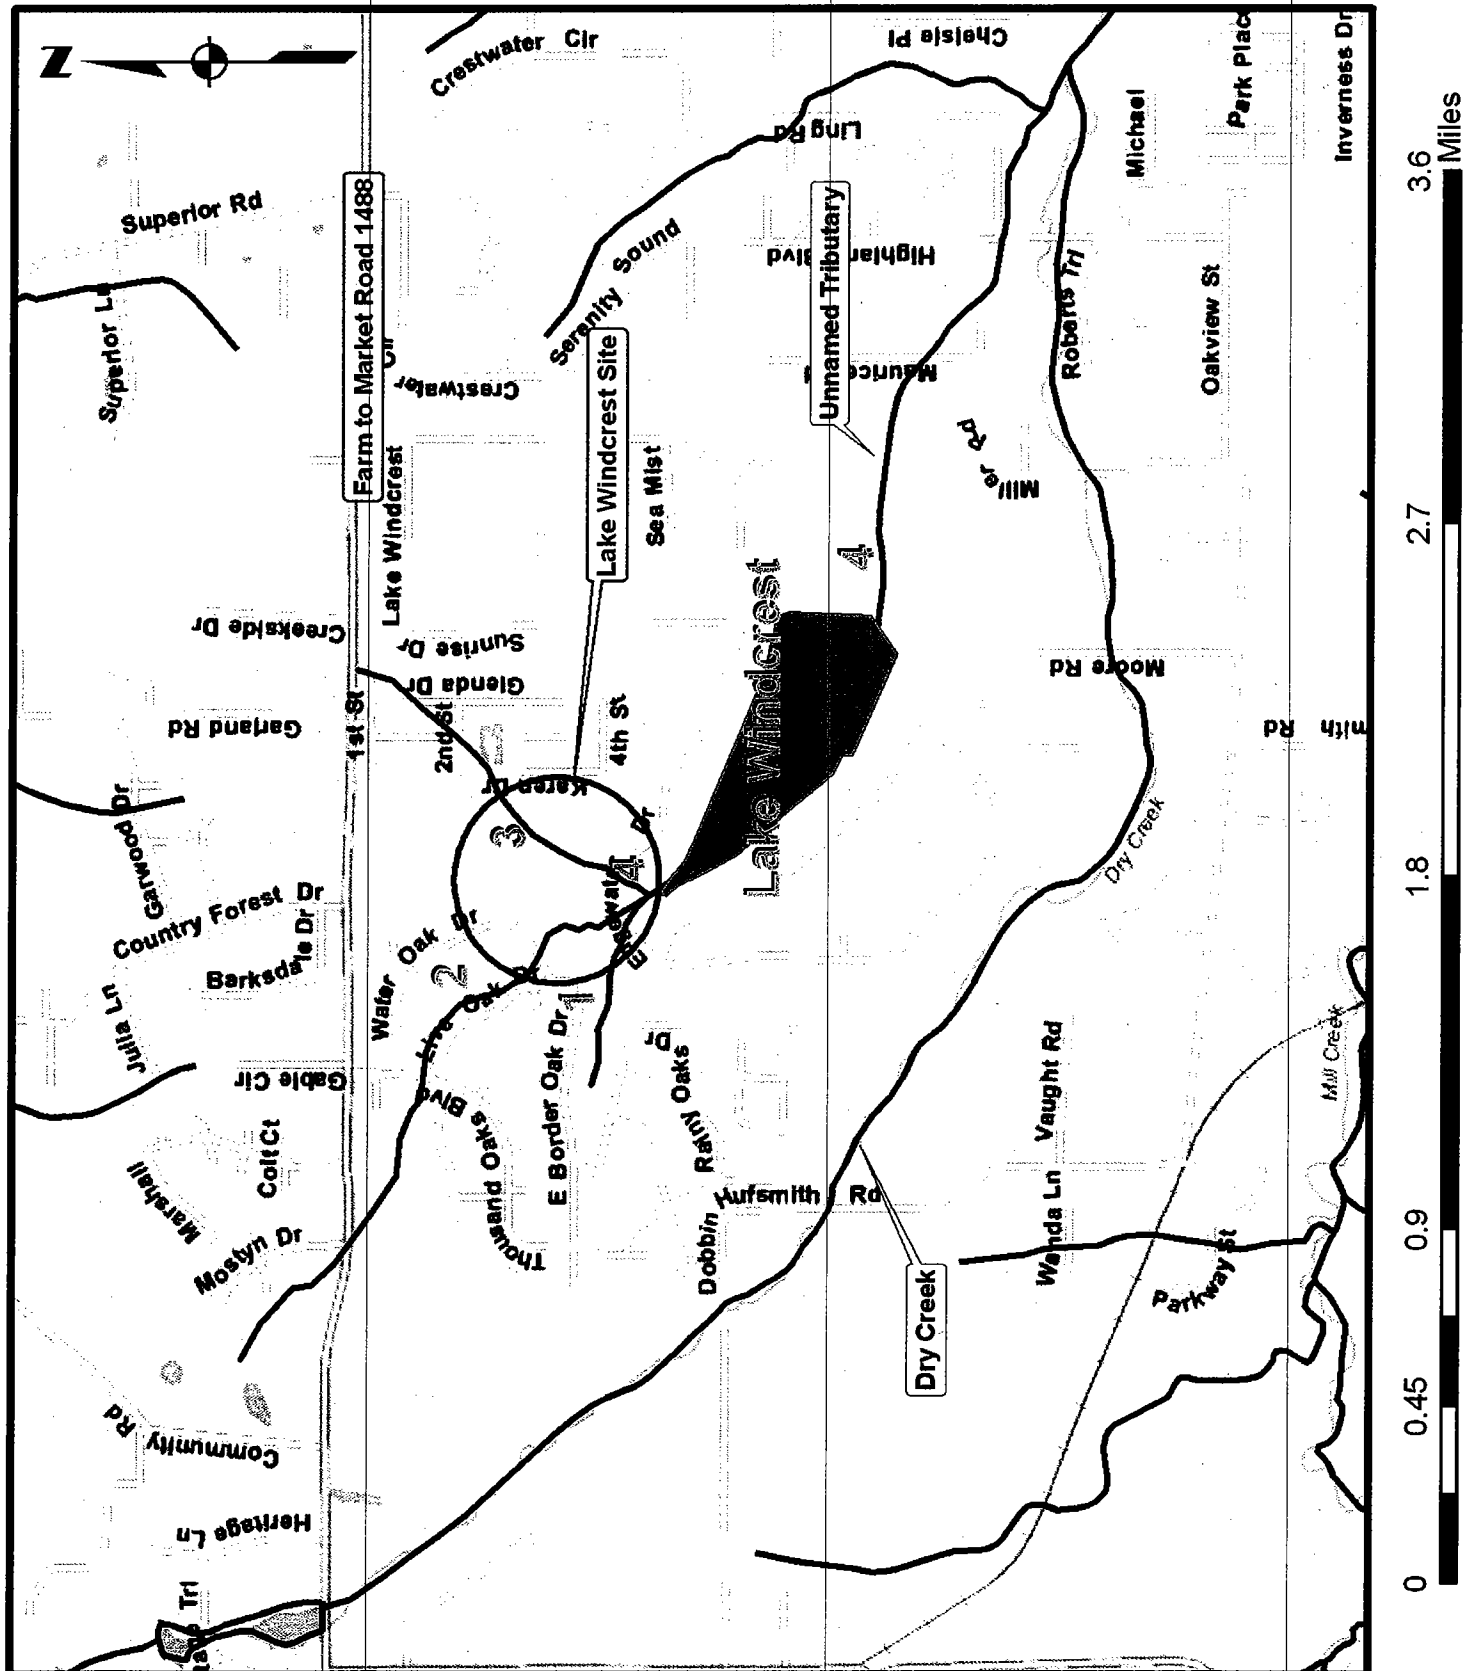 N
Crestwater Cir
Chelsie Pl
Park Plac
Inverness Dr
Ling Rd
Michael
Superior Rd
Farm to Market Road 1488
Unnamed Tributary
Serenity Sound
Roberts Trl
Oakview St
Superior Ln
Crestwater
Cir
Lake Windcrest Site
Miller Rd
Lake Windcrest
Sea Mist
4
Creekside Dr
Sunrise Dr
Glenda Dr
Lake Windcrest
Moore Rd
Garland Rd
1st St
2nd St
4th St
mith Rd
Karen Dr
3
Dr
4
Garwood Dr
Country Forest Dr
Barksdale Dr
Water Oak Dr
2
Live Oak Dr
1
Dry Creek
Julia Ln
Gable Cir
E Border Oak Dr
Rainy Oaks Dr
Vaught Rd
Mill Creek
Colt Ct
Marshall
Mostyn Dr
Thousand Oaks Blvd
Dobbin Hufsmith Rd
Wanda Ln
Parkway St
Dry Creek
Community Rd
Heritage Ln
Trl
0 0.45 0.9 1.8 2.7 3.6
Miles